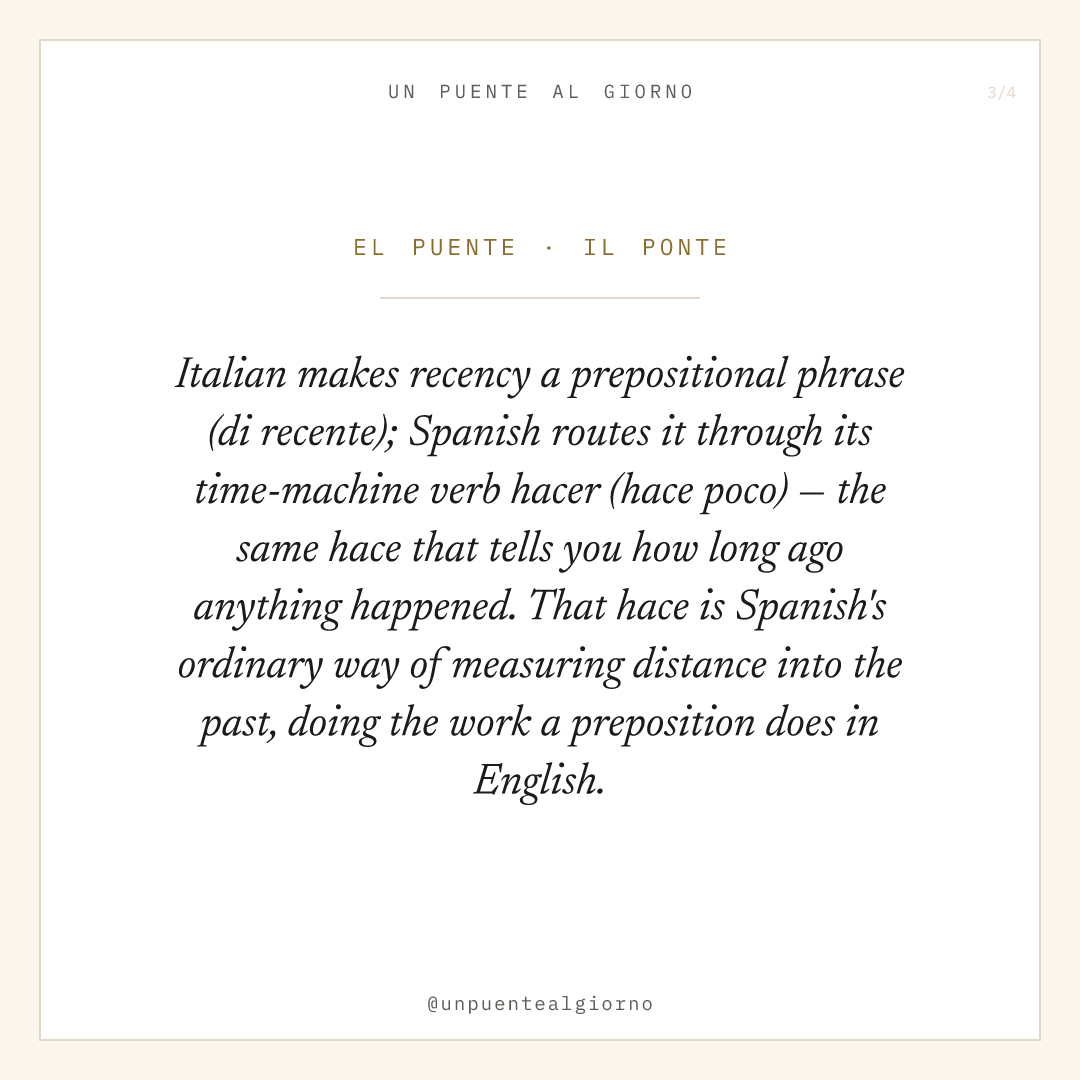 UN PUENTE AL GIORNO
3/4
EL PUENTE · IL PONTE
Italian makes recency a prepositional phrase
(di recente); Spanish routes it through its
time-machine verb hacer (hace poco) – the
same hace that tells you how long ago
anything happened. That hace is Spanish's
ordinary way of measuring distance into the
past, doing the work a preposition does in
English.
@unpuentealgiorno